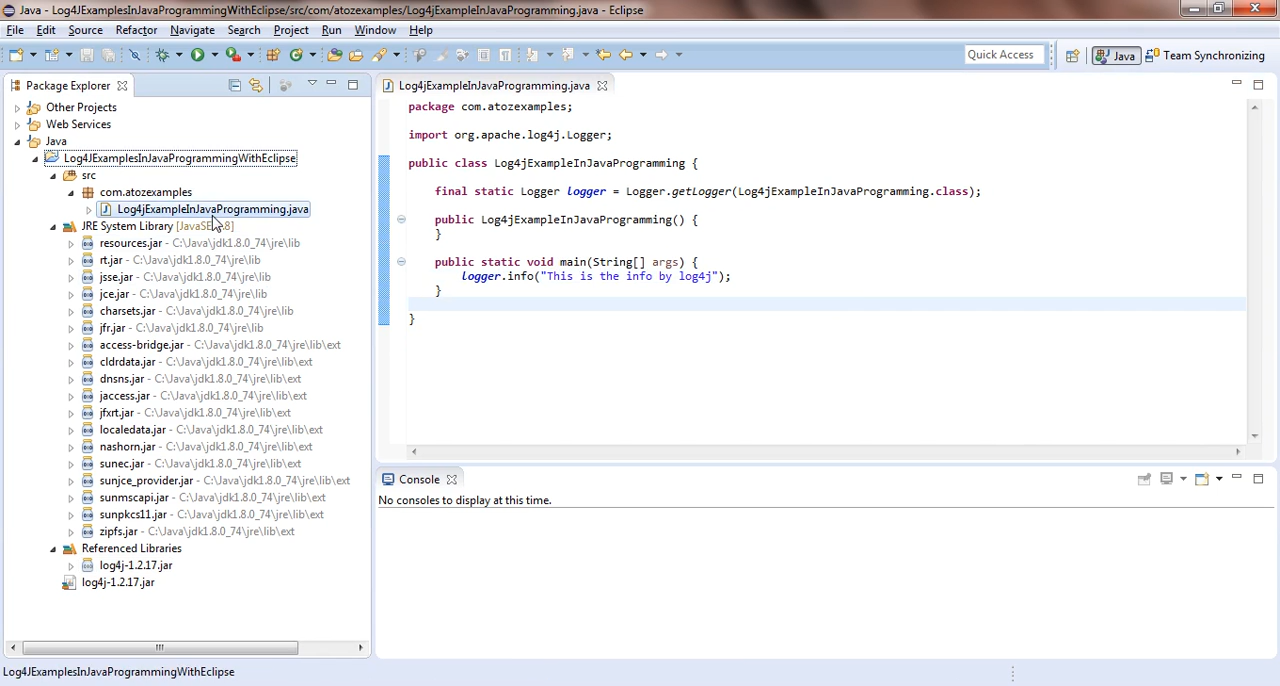 Java - Log4JExamplesInJavaProgrammingWithEclipse/src/com/atozexamples/Log4jExampleInJavaProgramming.java - Eclipse
File Edit Source Refactor Navigate Search Project Run Window Help
Quick Access Java Team Synchronizing
Package Explorer
Other Projects
Web Services
Java
Log4JExamplesInJavaProgrammingWithEclipse
src
com.atozexamples
Log4jExampleInJavaProgramming.java
JRE System Library [JavaSE-1.8]
resources.jar - C:\Java\jdk1.8.0_74\jre\lib
rt.jar - C:\Java\jdk1.8.0_74\jre\lib
jsse.jar - C:\Java\jdk1.8.0_74\jre\lib
jce.jar - C:\Java\jdk1.8.0_74\jre\lib
charsets.jar - C:\Java\jdk1.8.0_74\jre\lib
jfr.jar - C:\Java\jdk1.8.0_74\jre\lib
access-bridge.jar - C:\Java\jdk1.8.0_74\jre\lib\ext
cldrdata.jar - C:\Java\jdk1.8.0_74\jre\lib\ext
dnsns.jar - C:\Java\jdk1.8.0_74\jre\lib\ext
jaccess.jar - C:\Java\jdk1.8.0_74\jre\lib\ext
jfxrt.jar - C:\Java\jdk1.8.0_74\jre\lib\ext
localedata.jar - C:\Java\jdk1.8.0_74\jre\lib\ext
nashorn.jar - C:\Java\jdk1.8.0_74\jre\lib\ext
sunec.jar - C:\Java\jdk1.8.0_74\jre\lib\ext
sunjce_provider.jar - C:\Java\jdk1.8.0_74\jre\lib\ext
sunmscapi.jar - C:\Java\jdk1.8.0_74\jre\lib\ext
sunpkcs11.jar - C:\Java\jdk1.8.0_74\jre\lib\ext
zipfs.jar - C:\Java\jdk1.8.0_74\jre\lib\ext
Referenced Libraries
log4j-1.2.17.jar
log4j-1.2.17.jar
Log4jExampleInJavaProgramming.java
package com.atozexamples;
import org.apache.log4j.Logger;
public class Log4jExampleInJavaProgramming {
final static Logger logger = Logger.getLogger(Log4jExampleInJavaProgramming.class);
public Log4jExampleInJavaProgramming() {
}
public static void main(String[] args) {
logger.info("This is the info by log4j");
}
}
Console
No consoles to display at this time.
Log4JExamplesInJavaProgrammingWithEclipse